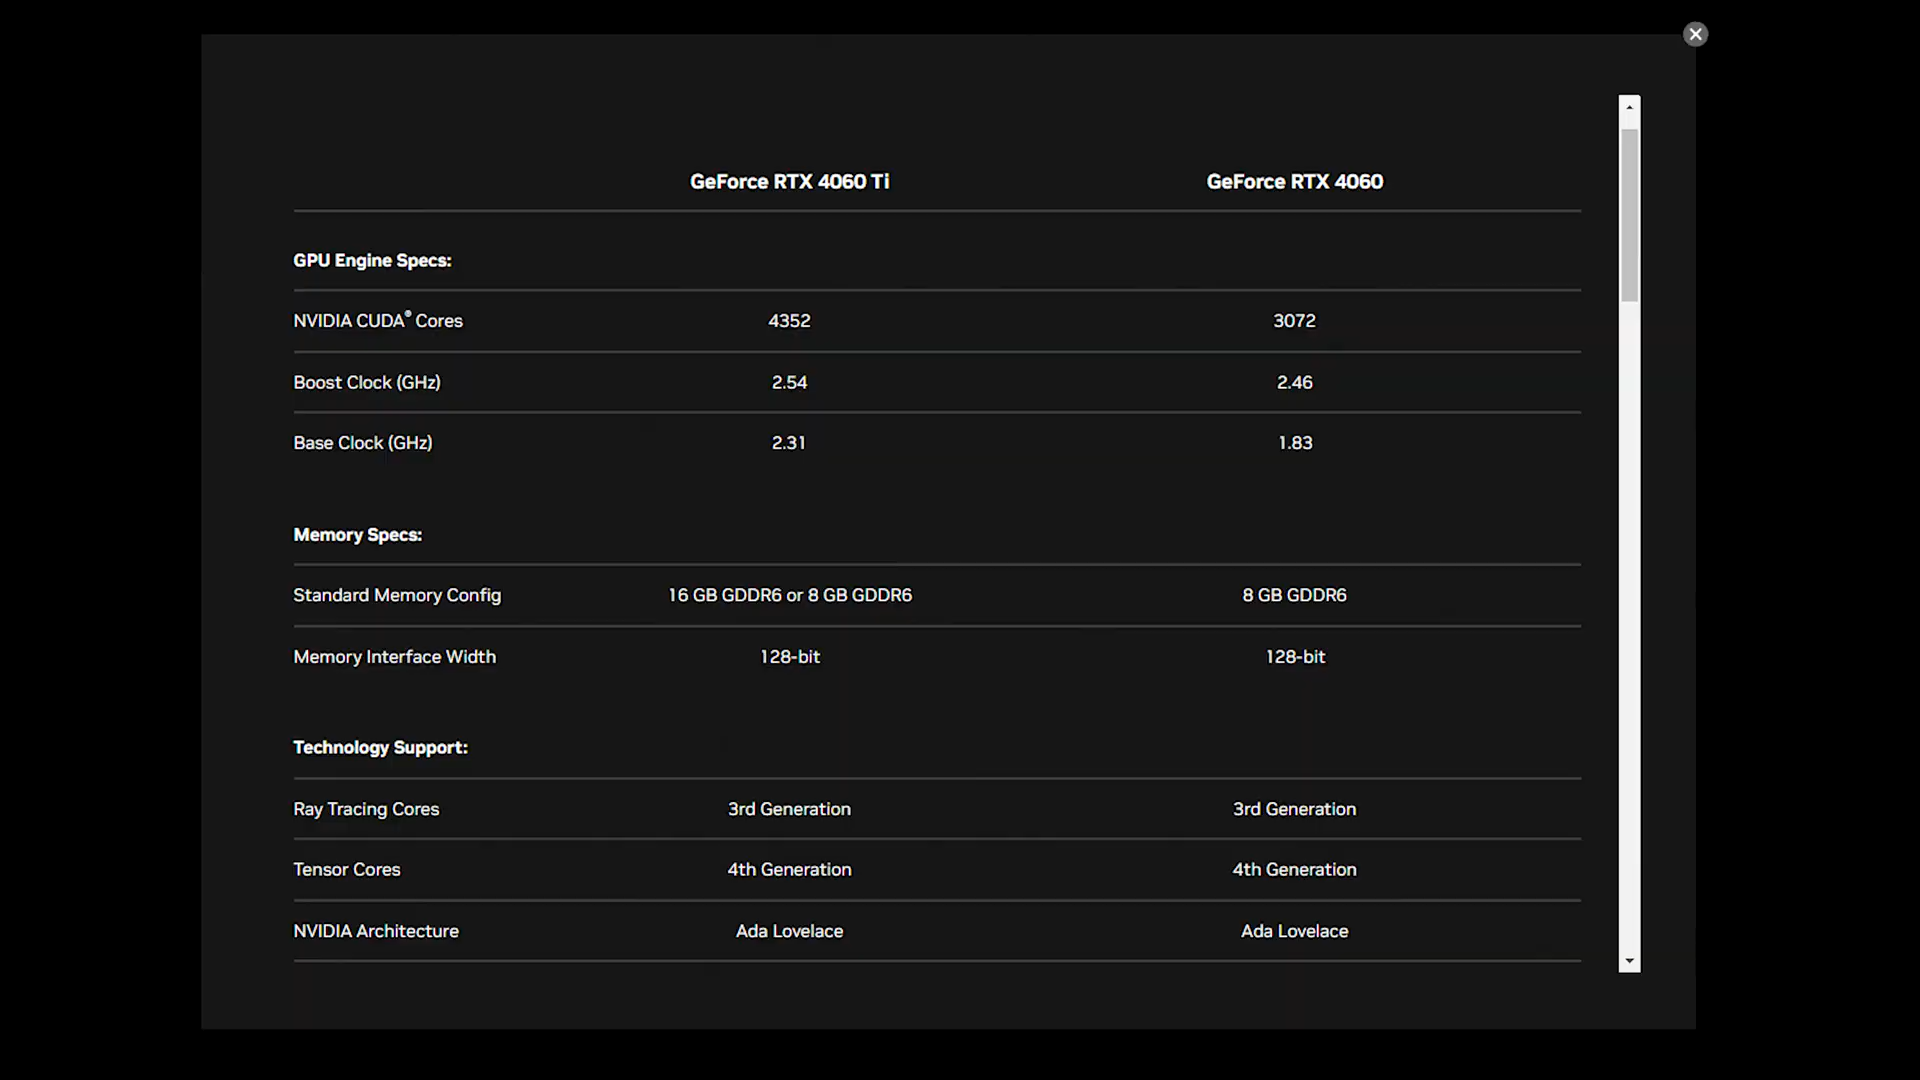 GeForce RTX 4060 Ti GeForce RTX 4060
GPU Engine Specs:
NVIDIA CUDA® Cores 4352 3072
Boost Clock (GHz) 2.54 2.46
Base Clock (GHz) 2.31 1.83
Memory Specs:
Standard Memory Config 16 GB GDDR6 or 8 GB GDDR6 8 GB GDDR6
Memory Interface Width 128-bit 128-bit
Technology Support:
Ray Tracing Cores 3rd Generation 3rd Generation
Tensor Cores 4th Generation 4th Generation
NVIDIA Architecture Ada Lovelace Ada Lovelace